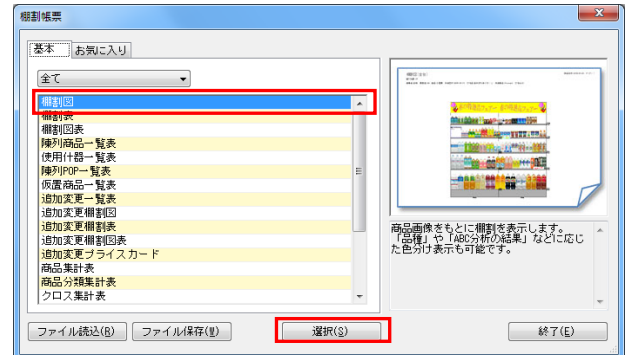 棚割帳票
基本 お気に入り
全て
棚割図
棚割表
棚割図表
陳列商品一覧表
使用什器一覧表
陳列POP一覧表
仮置商品一覧表
追加変更一覧表
追加変更棚割図
追加変更棚割表
追加変更棚割図表
追加変更プライスカード
商品集計表
商品分類集計表
クロス集計表
商品画像をもとに棚割を表示します。
「品種」や「ABC分析の結果」などに応じ
た色分け表示も可能です。
ファイル読込(R) ファイル保存(W) 選択(S) 終了(E)